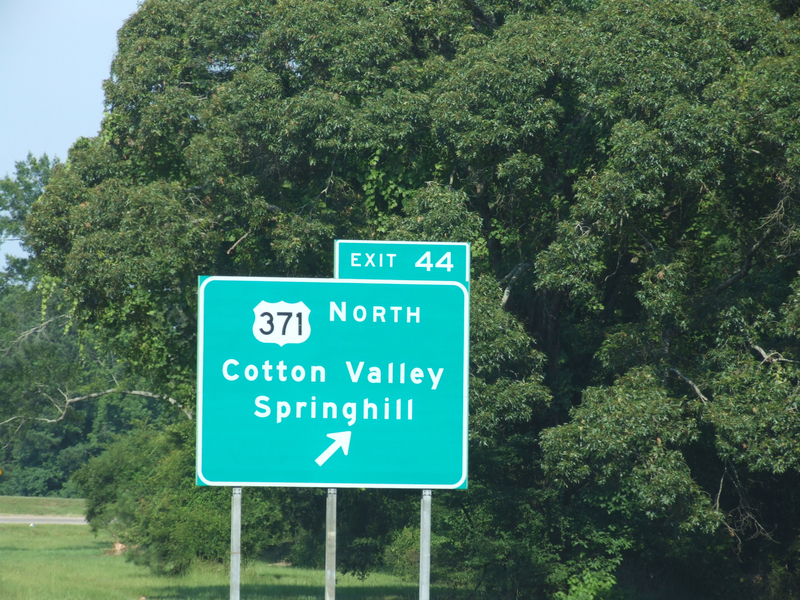 EXIT 44
371 NORTH
Cotton Valley
Springhill